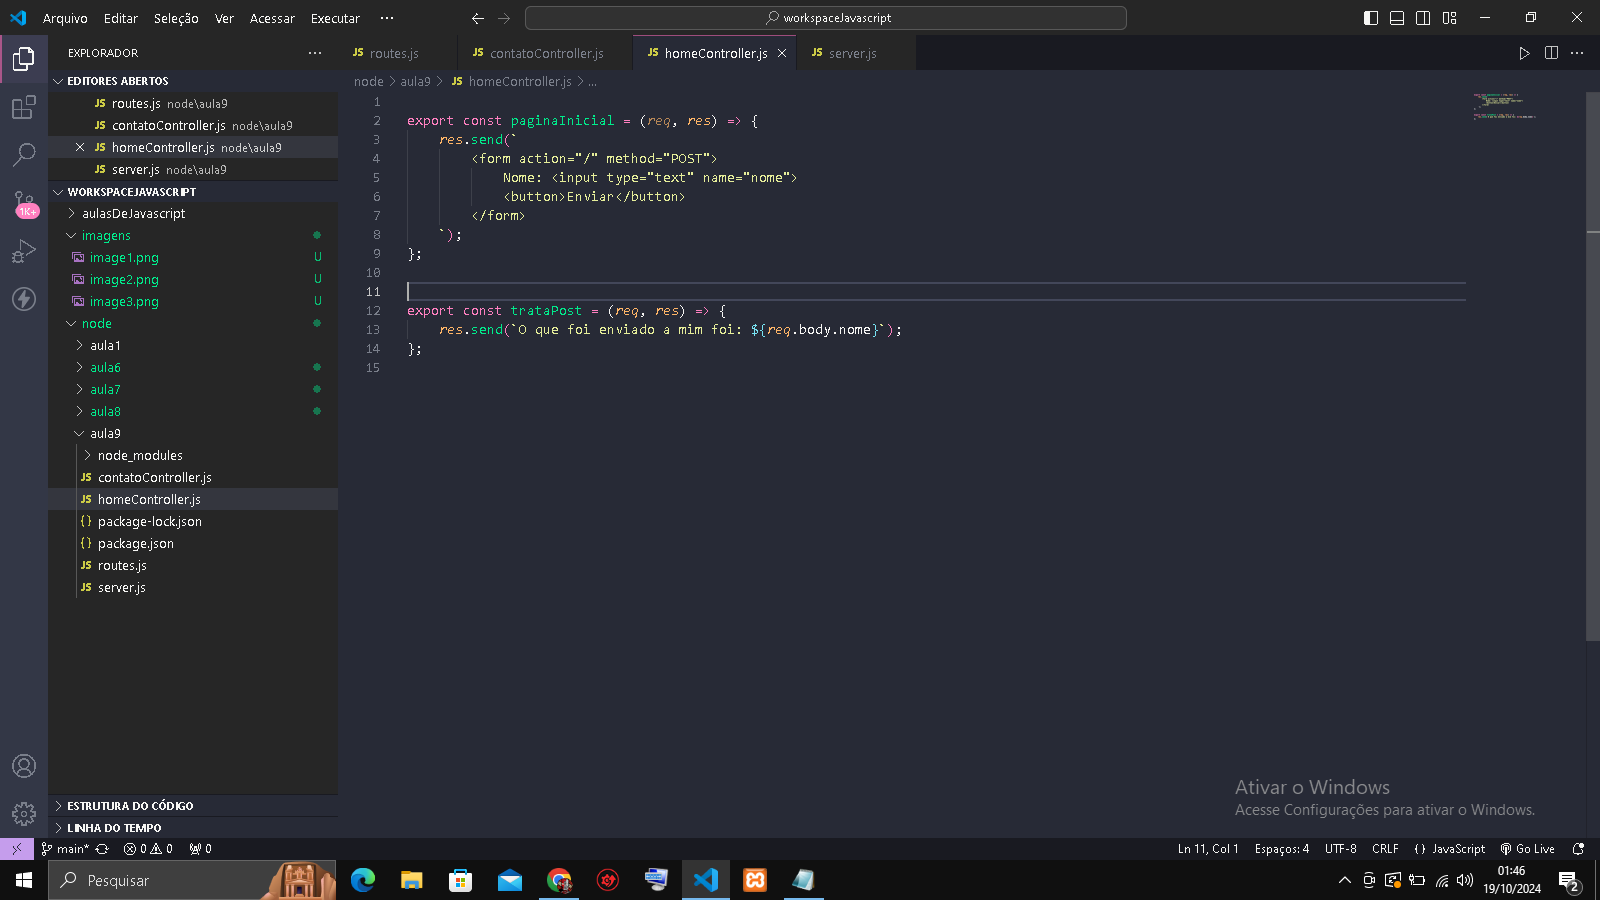 Arquivo Editar Seleção Ver Acessar Executar ··· workspaceJavascript
EXPLORADOR ···
JS routes.js JS contatoController.js JS homeController.js JS server.js
EDITORES ABERTOS
JS routes.js node\aula9
JS contatoController.js node\aula9
JS homeController.js node\aula9
JS server.js node\aula9
WORKSPACEJAVASCRIPT
aulasDeJavascript
imagens
image1.png U
image2.png U
image3.png U
node
aula1
aula6
aula7
aula8
aula9
node_modules
JS contatoController.js
JS homeController.js
{} package-lock.json
{} package.json
JS routes.js
JS server.js
ESTRUTURA DO CÓDIGO
LINHA DO TEMPO
1K+
node > aula9 > JS homeController.js > ...
1
2 export const paginaInicial = (req, res) => {
3 res.send(`
4 <form action="/" method="POST">
5 Nome: <input type="text" name="nome">
6 <button>Enviar</button>
7 </form>
8 `);
9 };
10
11
12 export const trataPost = (req, res) => {
13 res.send(`O que foi enviado a mim foi: ${req.body.nome}`);
14 };
15
Ativar o Windows
Acesse Configurações para ativar o Windows.
main* 0 0 0 Ln 11, Col 1 Espaços: 4 UTF-8 CRLF {} JavaScript Go Live
Pesquisar
01:46
19/10/2024
2